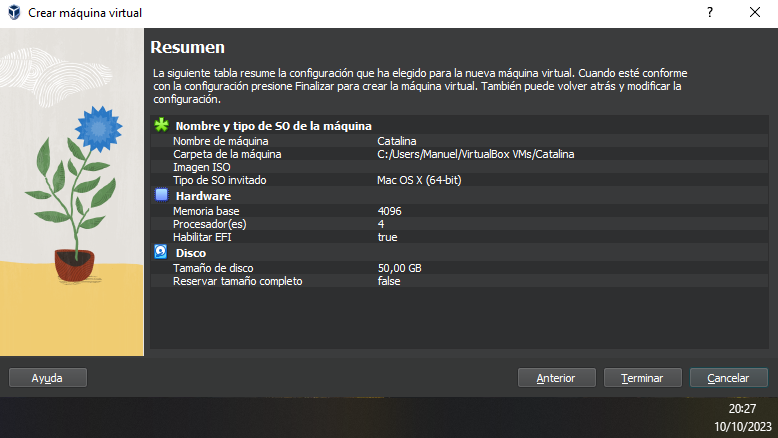 Crear máquina virtual
?
Resumen
La siguiente tabla resume la configuración que ha elegido para la nueva máquina virtual. Cuando esté conforme
con la configuración presione Finalizar para crear la máquina virtual. También puede volver atrás y modificar la
configuración.
Nombre y tipo de SO de la máquina
Nombre de máquina Catalina
Carpeta de la máquina C:/Users/Manuel/VirtualBox VMs/Catalina
Imagen ISO
Tipo de SO invitado Mac OS X (64-bit)
Hardware
Memoria base 4096
Procesador(es) 4
Habilitar EFI true
Disco
Tamaño de disco 50,00 GB
Reservar tamaño completo false
Ayuda Anterior Terminar Cancelar
20:27
10/10/2023